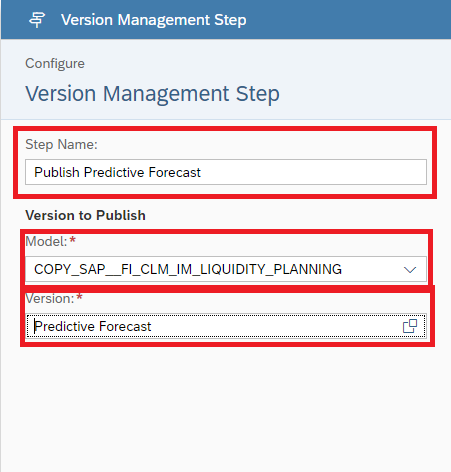 Version Management Step
Configure
Version Management Step
Step Name:
Publish Predictive Forecast
Version to Publish
Model:*
COPY_SAP__FI_CLM_IM_LIQUIDITY_PLANNING
Version:*
Predictive Forecast